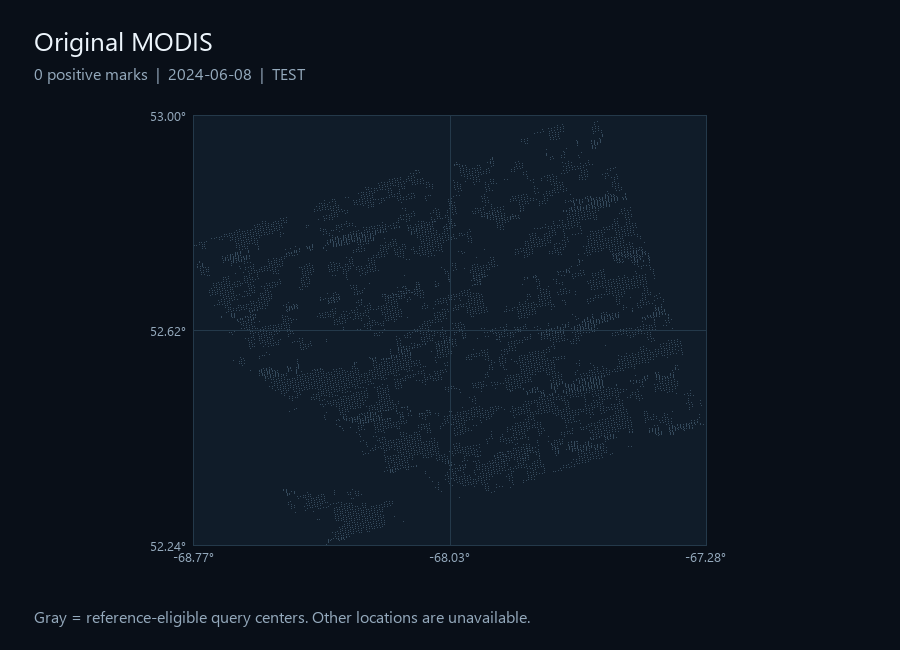 Original MODIS
0 positive marks | 2024-06-08 | TEST
53.00°
52.62°
52.24°
-68.77°
-68.03°
-67.28°
Gray = reference-eligible query centers. Other locations are unavailable.